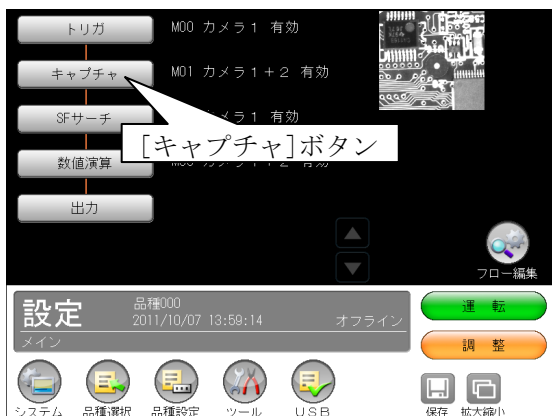 トリガ M00 カメラ1 有効
キャプチャ M01 カメラ1+2 有効
SFサーチ メラ1 有効
[キャプチャ]ボタン
数値演算
出力
フロー編集
設定
品種000
2011/10/07 13:59:14 オフライン
メイン
運 転
調 整
システム 品種選択 品種設定 ツール USB
保存 拡大縮小